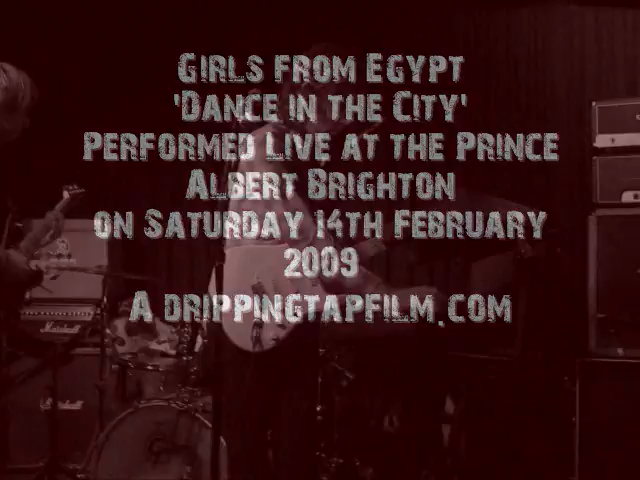 Girls from Egypt
'Dance in the City'
Performed Live at the Prince
Albert Brighton
on Saturday 14th February
2009
A drippingtapfilm.com
Marshall